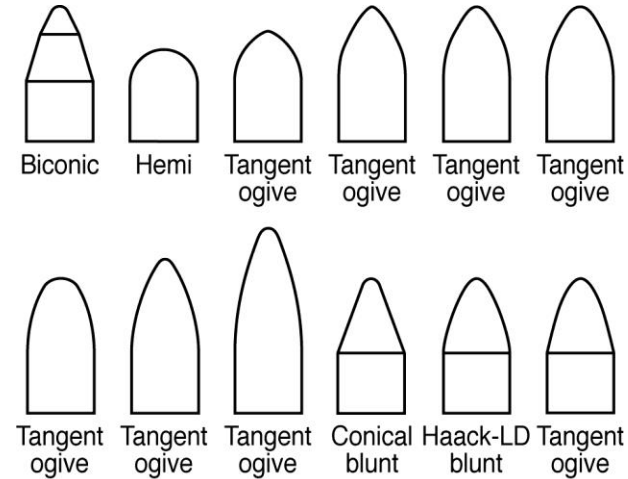 Biconic Hemi Tangent Tangent Tangent Tangent
ogive ogive ogive ogive
Tangent Tangent Tangent Conical Haack-LD Tangent
ogive ogive ogive blunt blunt ogive